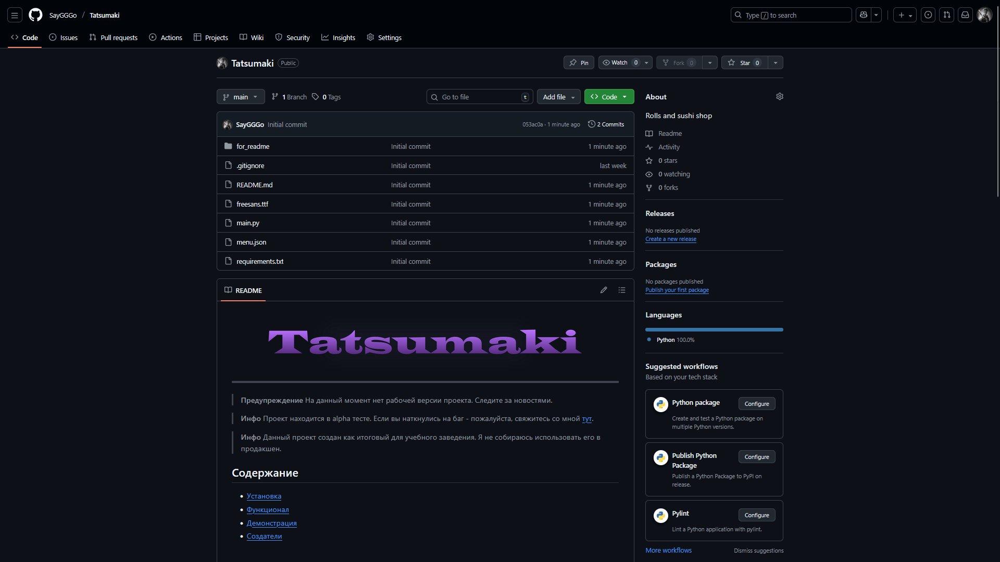 SayGGGo / Tatsumaki
Type / to search
Code Issues Pull requests Actions Projects Wiki Security Insights Settings
Tatsumaki Public
Pin Watch 0 Fork 0 Star 0
main 1 Branch 0 Tags
Go to file t Add file Code
SayGGGo Initial commit 053ac0a · 1 minute ago 2 Commits
for_readme Initial commit 1 minute ago
.gitignore Initial commit last week
README.md Initial commit 1 minute ago
freesans.ttf Initial commit 1 minute ago
main.py Initial commit 1 minute ago
menu.json Initial commit 1 minute ago
requirements.txt Initial commit 1 minute ago
README
Tatsumaki
Предупреждение На данный момент нет рабочей версии проекта. Следите за новостями.
Инфо Проект находится в alpha тесте. Если вы наткнулись на баг - пожалуйста, свяжитесь со мной тут.
Инфо Данный проект создан как итоговый для учебного заведения. Я не собираюсь использовать его в
продакшен.
Содержание
Установка
Функционал
Демонстрация
Создатели
About
Rolls and sushi shop
Readme
Activity
0 stars
0 watching
0 forks
Releases
No releases published
Create a new release
Packages
No packages published
Publish your first package
Languages
Python 100.0%
Suggested workflows
Based on your tech stack
Python package Configure
Create and test a Python package on
multiple Python versions.
Publish Python
Package
Configure
Publish a Python Package to PyPI on
release.
Pylint Configure
Lint a Python application with pylint.
More workflows Dismiss suggestions